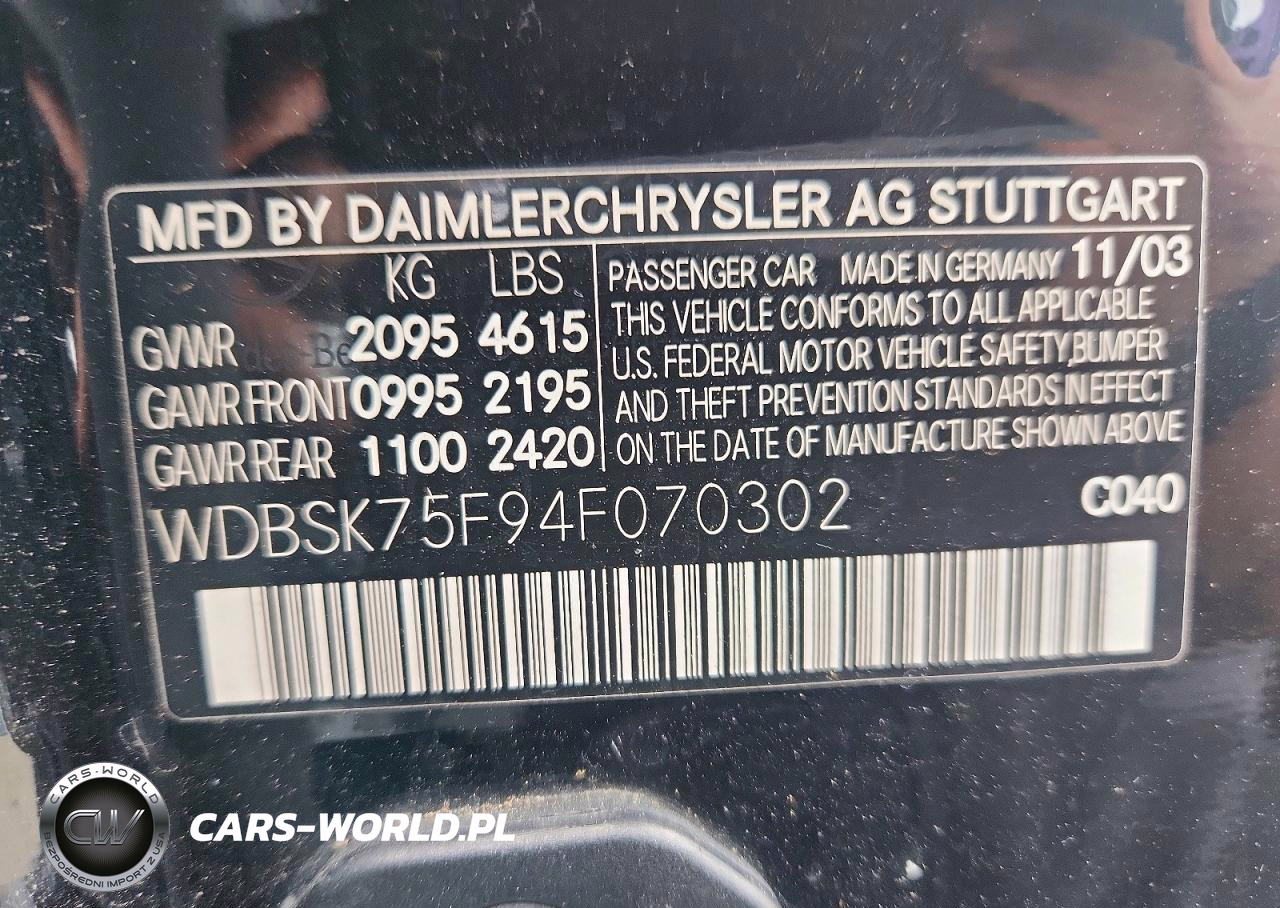 MFD BY DAIMLERCHRYSLER AG STUTTGART
KG LBS
GVWR 2095 4615
GAWR FRONT 0995 2195
GAWR REAR 1100 2420
PASSENGER CAR MADE IN GERMANY 11/03
THIS VEHICLE CONFORMS TO ALL APPLICABLE
U.S. FEDERAL MOTOR VEHICLE SAFETY,BUMPER
AND THEFT PREVENTION STANDARDS IN EFFECT
ON THE DATE OF MANUFACTURE SHOWN ABOVE
WDBSK75F94F070302
C040
CARS-WORLD
CW
BEZPOŚREDNI IMPORT Z USA
CARS-WORLD.PL